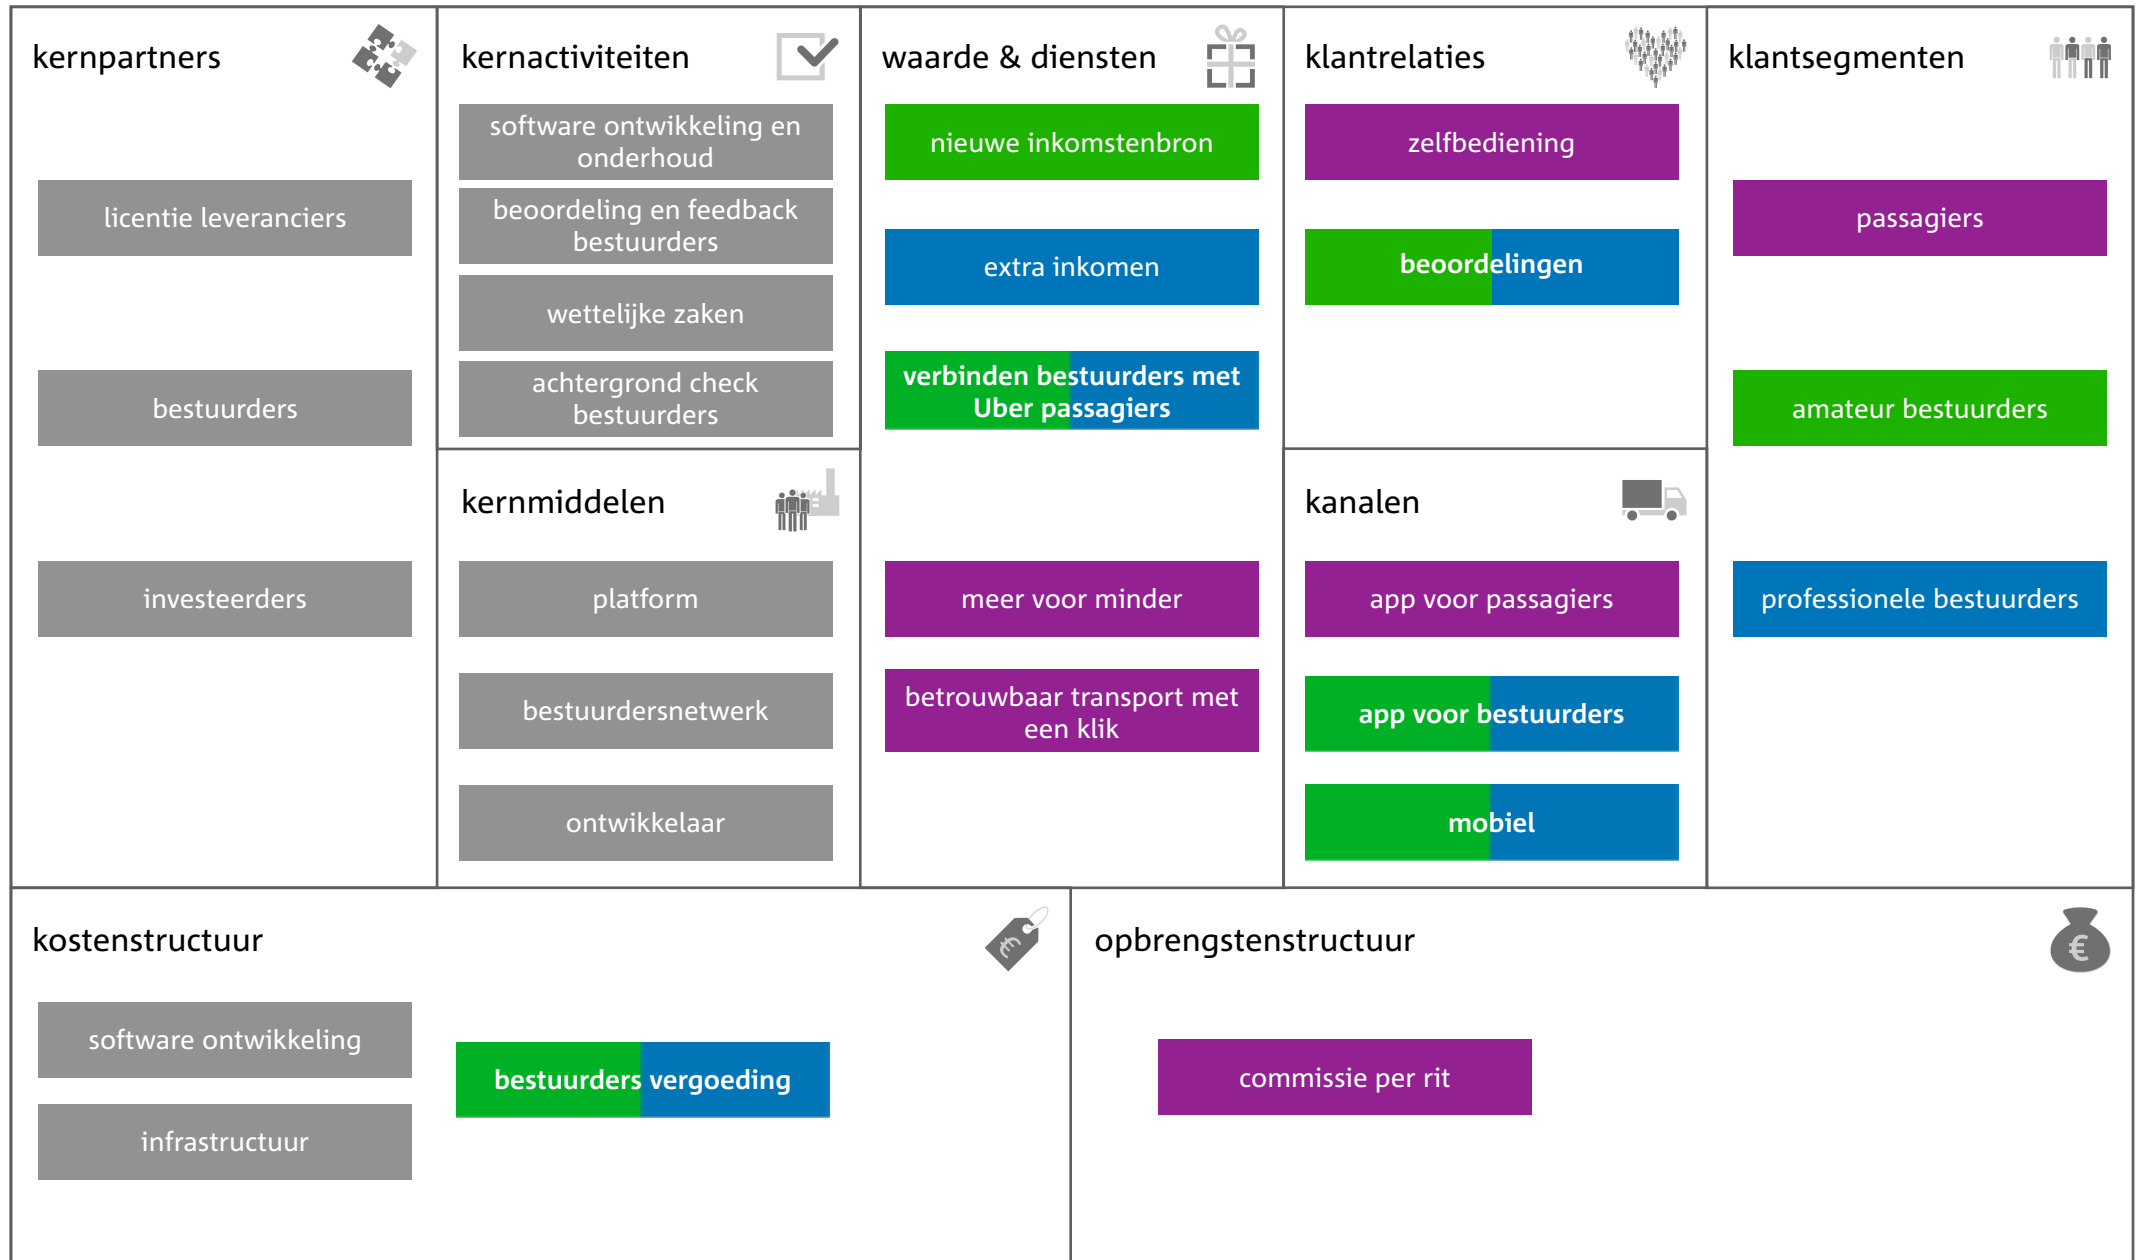 kernpartners
licentie leveranciers
bestuurders
investeerders
kernactiviteiten
software ontwikkeling en
onderhoud
beoordeling en feedback
bestuurders
wettelijke zaken
achtergrond check
bestuurders
kernmiddelen
platform
bestuurdersnetwerk
ontwikkelaar
waarde & diensten
nieuwe inkomstenbron
extra inkomen
verbinden bestuurders met
Uber passagiers
meer voor minder
betrouwbaar transport met
een klik
klantrelaties
zelfbediening
beoordelingen
kanalen
app voor passagiers
app voor bestuurders
mobiel
klantsegmenten
passagiers
amateur bestuurders
professionele bestuurders
kostenstructuur
€
software ontwikkeling
infrastructuur
bestuurders vergoeding
opbrengstenstructuur
€
commissie per rit